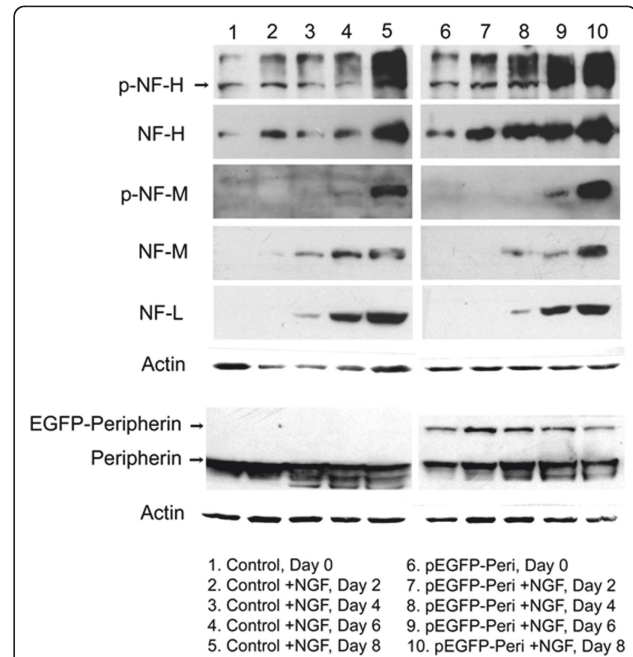 1 2 3 4 5 6 7 8 9 10
p-NF-H
NF-H
p-NF-M
NF-M
NF-L
Actin
EGFP-Peripherin
Peripherin
Actin
1. Control, Day 0
2. Control +NGF, Day 2
3. Control +NGF, Day 4
4. Control +NGF, Day 6
5. Control +NGF, Day 8
6. pEGFP-Peri, Day 0
7. pEGFP-Peri +NGF, Day 2
8. pEGFP-Peri +NGF, Day 4
9. pEGFP-Peri +NGF, Day 6
10. pEGFP-Peri +NGF, Day 8